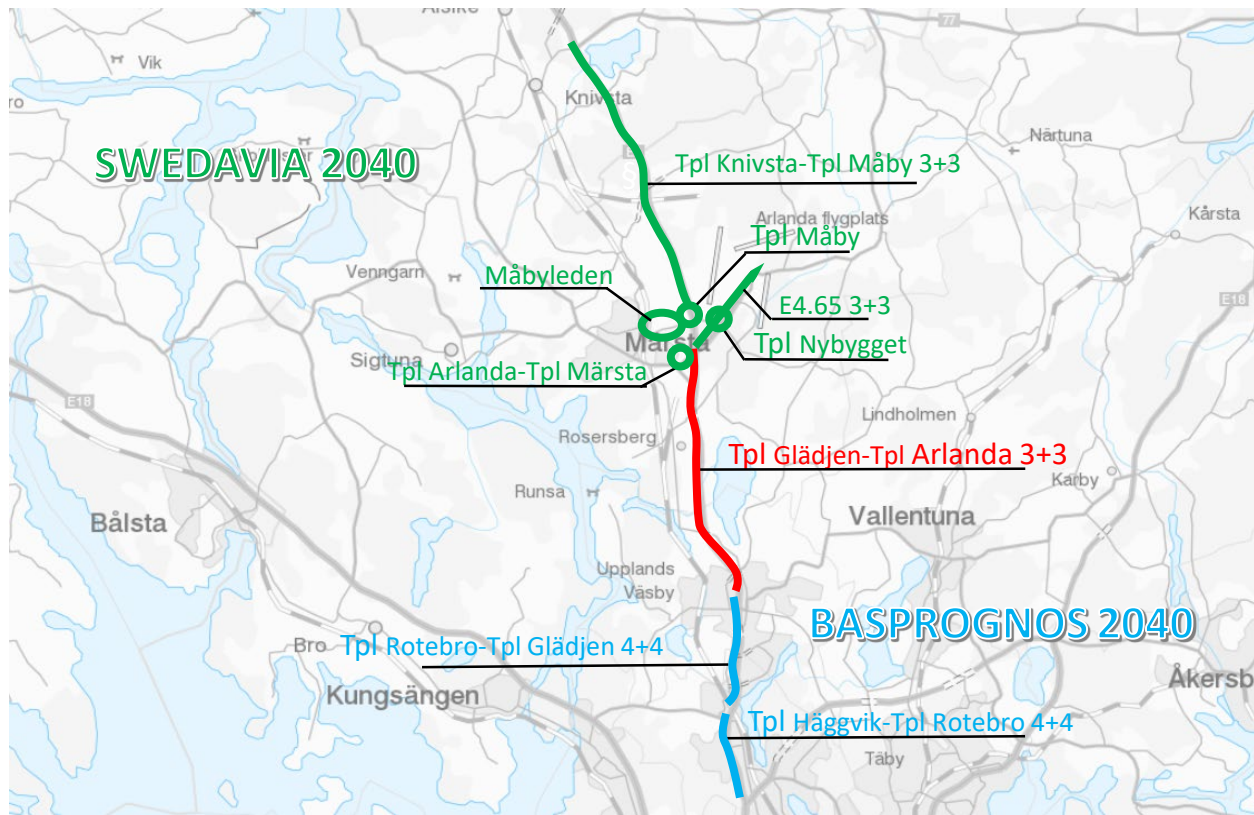 77
Vik
Knivsta
Närtuna
SWEDAVIA 2040
Tpl Knivsta-Tpl Måby 3+3
Kårsta
Arlanda flygplats
Tpl Måby
Venngarn
Måbyleden
E4.65 3+3
E18
Märsta
Tpl Nybygget
Sigtuna
Tpl Arlanda-Tpl Märsta
E18
Lindholmen
Rosersberg
Tpl Glädjen-Tpl Arlanda 3+3
Karby
Runsa
Bålsta
Vallentuna
Upplands
Väsby
BASPROGNOS 2040
Bro
Tpl Rotebro-Tpl Glädjen 4+4
Åkersb
Kungsängen
Tpl Häggvik-Tpl Rotebro 4+4
Täby